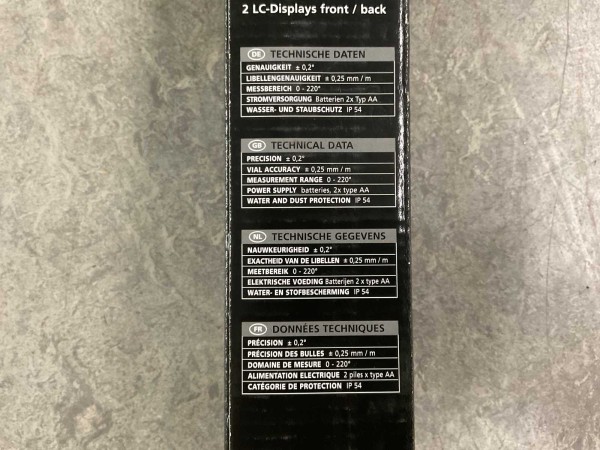 2 LC-Displays front / back
DE TECHNISCHE DATEN
GENAUIGKEIT ± 0,2°
LIBELLENGENAUIGKEIT ± 0,25 mm / m
MESSBEREICH 0 - 220°
STROMVERSORGUNG Batterien 2x Typ AA
WASSER- UND STAUBSCHUTZ IP 54
GB TECHNICAL DATA
PRECISION ± 0,2°
VIAL ACCURACY ± 0,25 mm / m
MEASUREMENT RANGE 0 - 220°
POWER SUPPLY batteries, 2x type AA
WATER AND DUST PROTECTION IP 54
NL TECHNISCHE GEGEVENS
NAUWKEURIGHEID ± 0,2°
EXACTHEID VAN DE LIBELLEN ± 0,25 mm / m
MEETBEREIK 0 - 220°
ELEKTRISCHE VOEDING Batterijen 2 x type AA
WATER- EN STOFBESCHERMING IP 54
FR DONNÉES TECHNIQUES
PRÉCISION ± 0,2°
PRÉCISION DES BULLES ± 0,25 mm / m
DOMAINE DE MESURE 0 - 220°
ALIMENTATION ELECTRIQUE 2 piles x type AA
CATÉGORIE DE PROTECTION IP 54